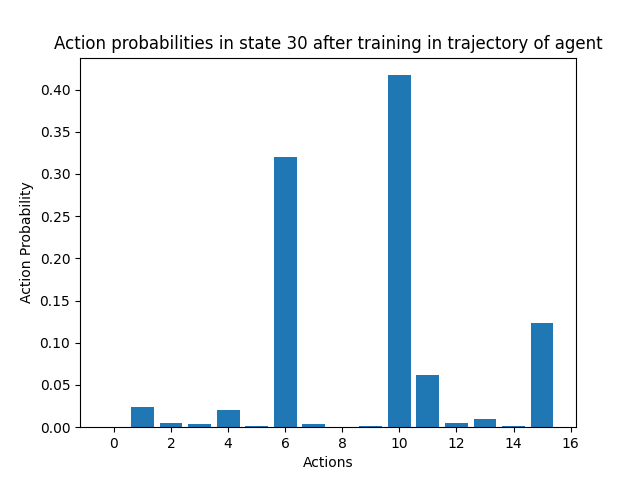 Action probabilities in state 30 after training in trajectory of agent
0.40
0.35
0.30
0.25
0.20
0.15
0.10
0.05
0.00
Action Probability
0 2 4 6 8 10 12 14 16
Actions